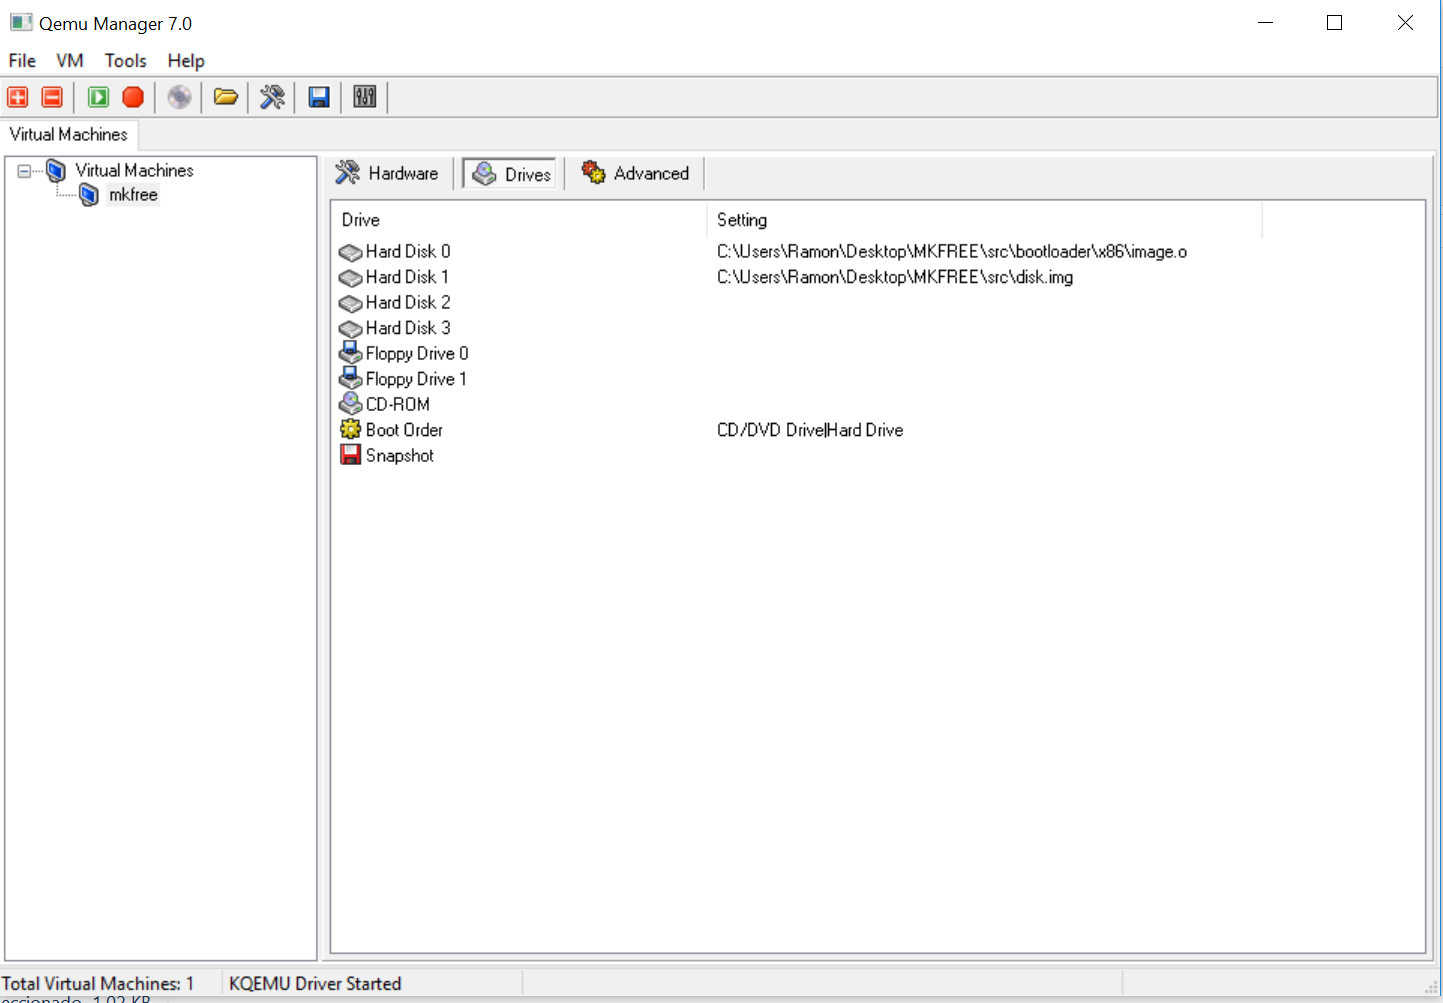 Qemu Manager 7.0
File VM Tools Help
Virtual Machines
Virtual Machines
mkfree
Hardware Drives Advanced
Drive Setting
Hard Disk 0 C:\Users\Ramon\Desktop\MKFREE\src\bootloader\x86\image.o
Hard Disk 1 C:\Users\Ramon\Desktop\MKFREE\src\disk.img
Hard Disk 2
Hard Disk 3
Floppy Drive 0
Floppy Drive 1
CD-ROM
Boot Order CD/DVD Drive|Hard Drive
Snapshot
Total Virtual Machines: 1 KQEMU Driver Started
eccionado 1,02 KB